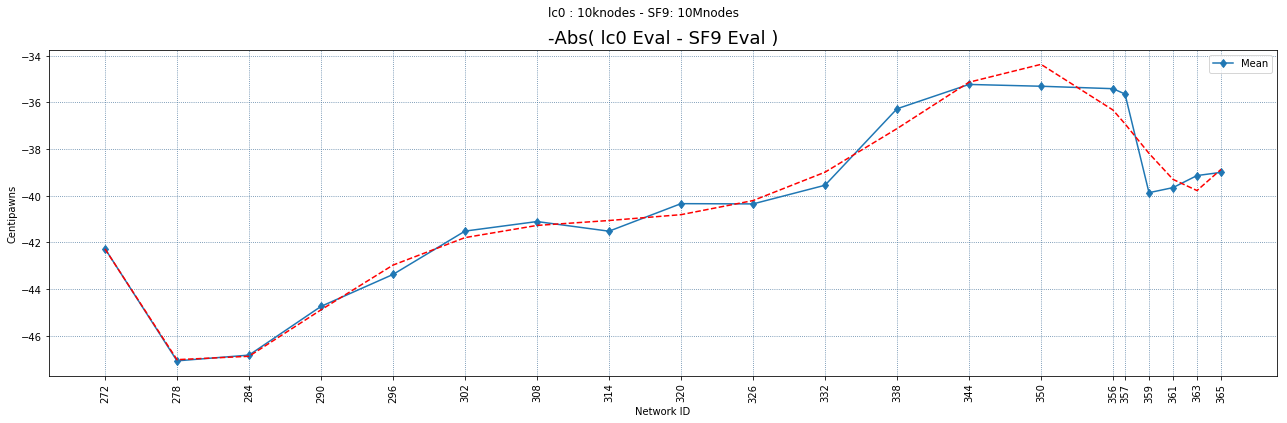 lc0 : 10knodes - SF9: 10Mnodes
-Abs( lc0 Eval - SF9 Eval )
Mean
−34
−36
−38
−40
−42
−44
−46
Centipawns
272 278 284 290 296 302 308 314 320 326 332 338 344 350 356 357 359 361 363 365
Network ID